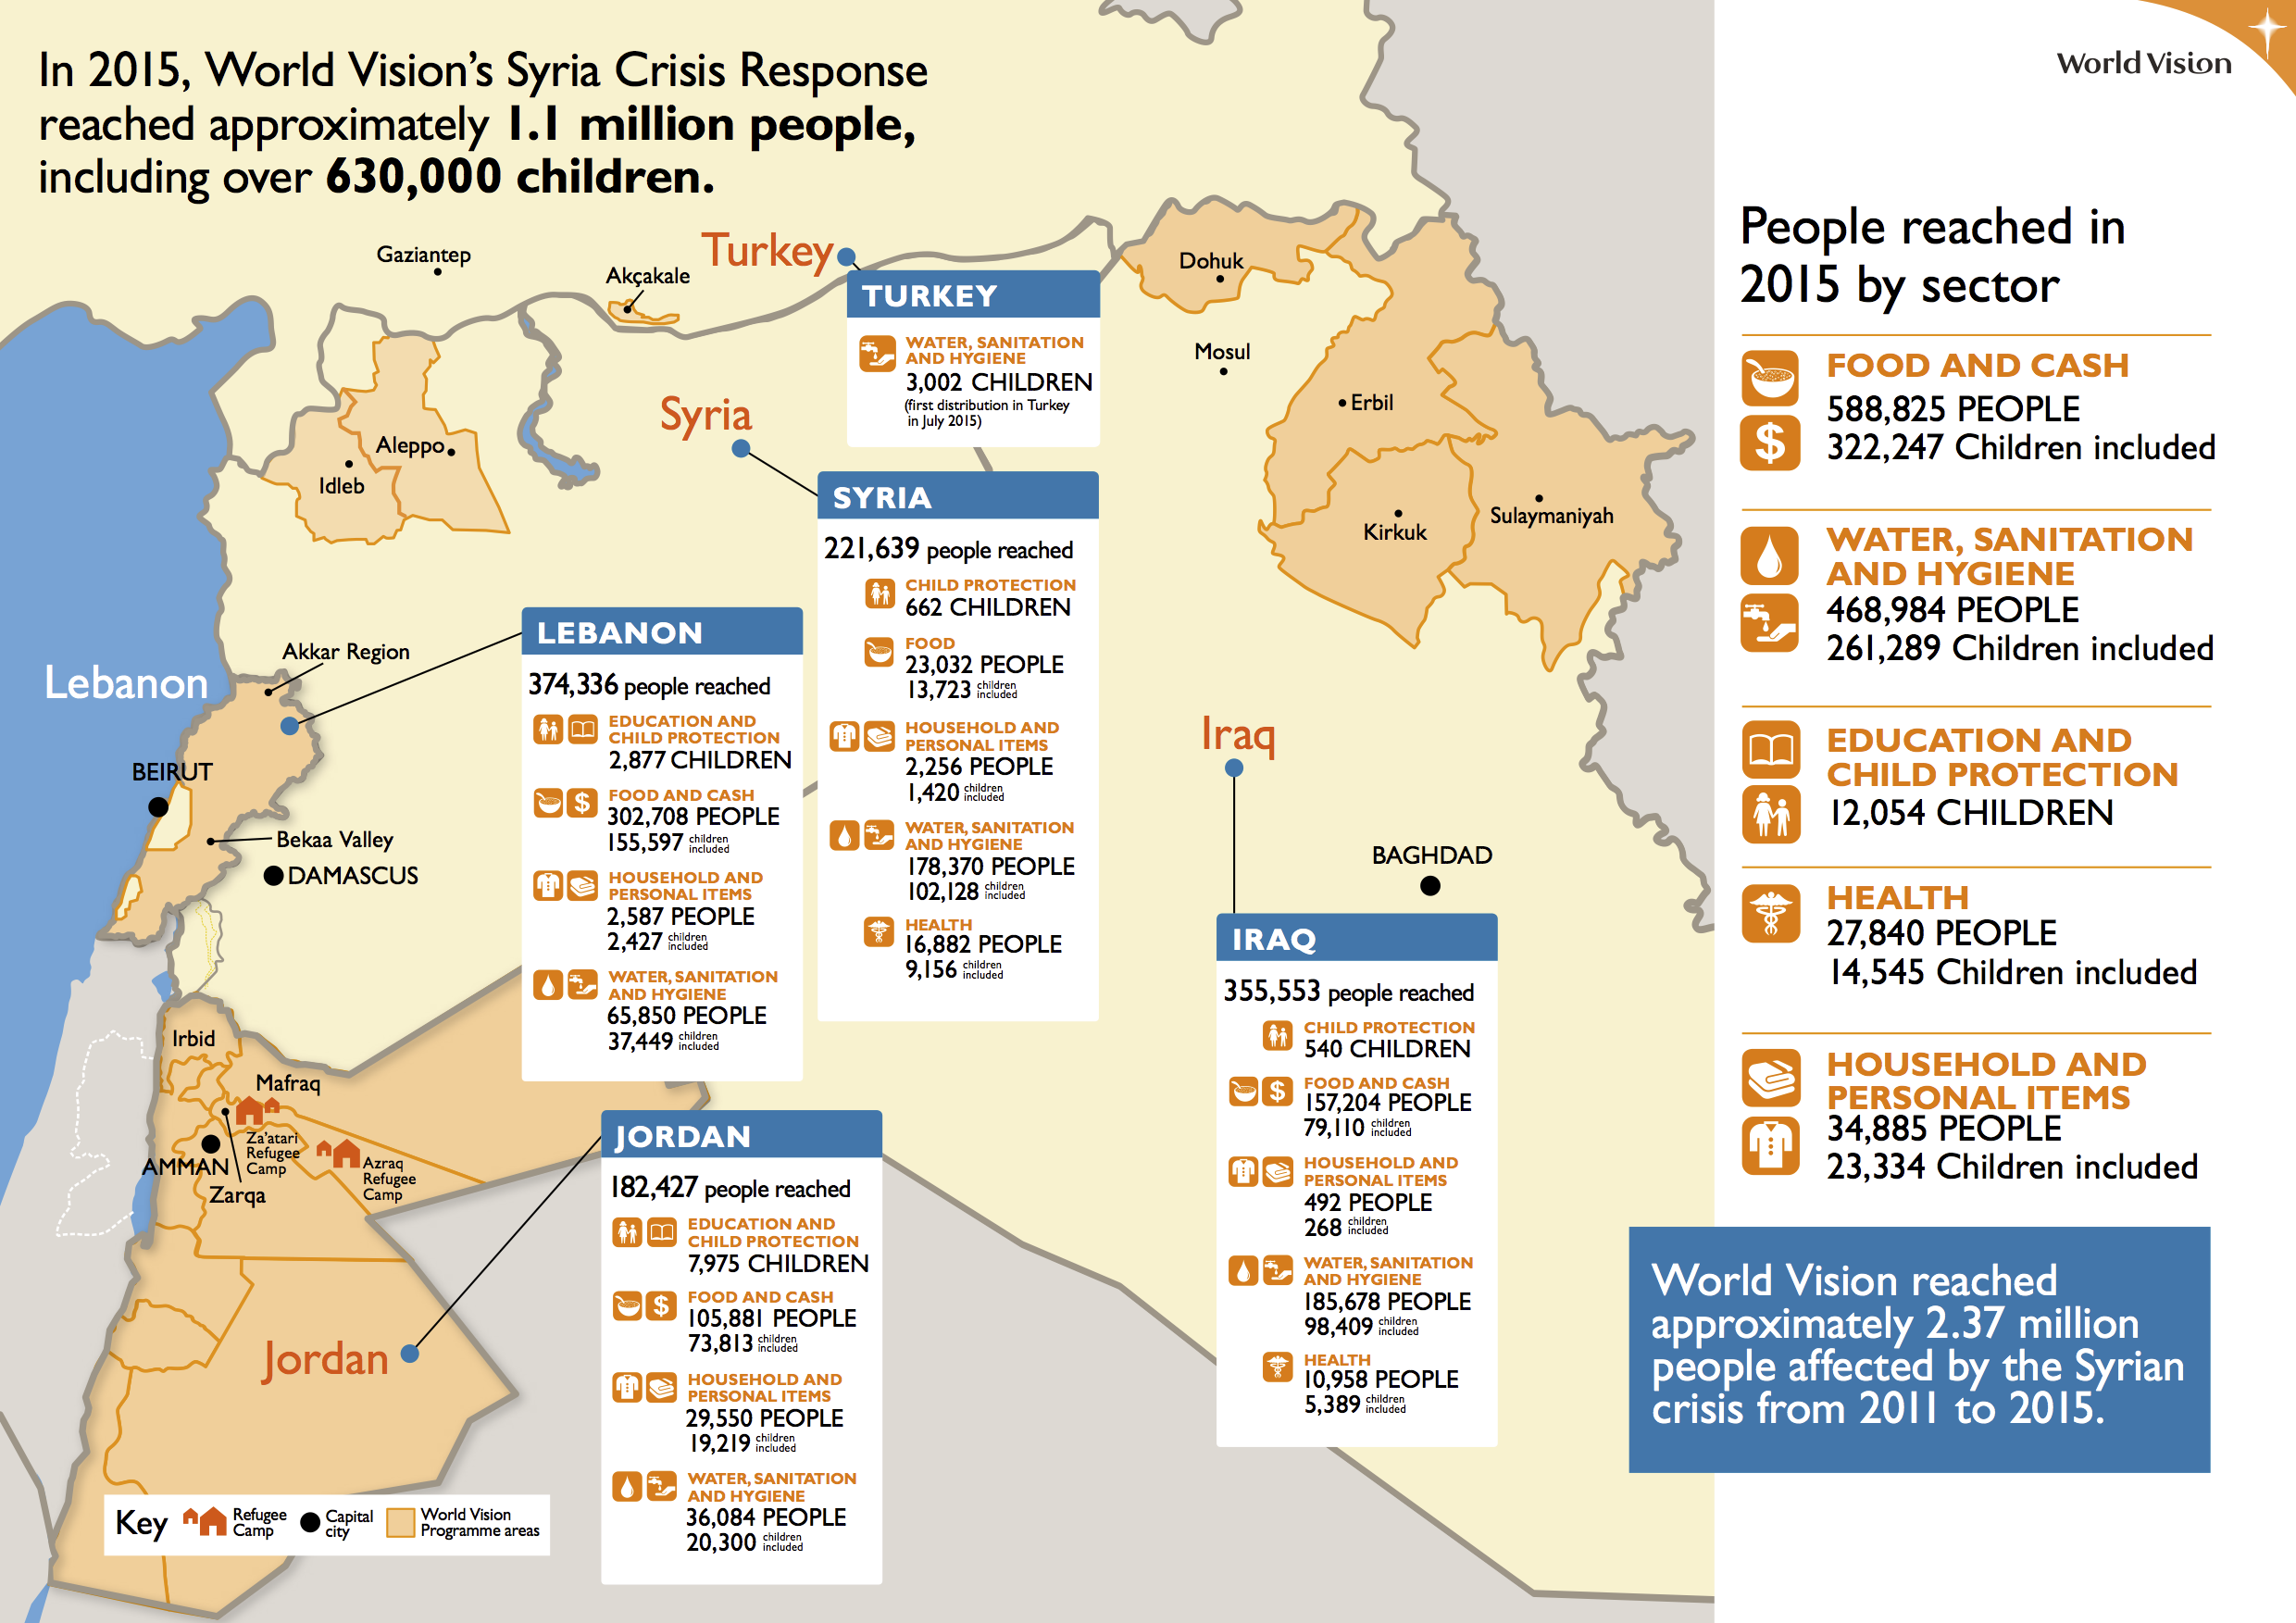 In 2015, World Vision's Syria Crisis Response
reached approximately 1.1 million people,
including over 630,000 children.
World Vision
Gaziantep
Akçakale
Turkey
Syria
Aleppo
Idleb
Dohuk
Mosul
Erbil
Kirkuk
Sulaymaniyah
Lebanon
Akkar Region
BEIRUT
Bekaa Valley
DAMASCUS
Iraq
BAGHDAD
Irbid
Mafraq
Za'atari
Refugee
Camp
AMMAN
Zarqa
Azraq
Refugee
Camp
Jordan
TURKEY
WATER, SANITATION
AND HYGIENE
3,002 CHILDREN
(first distribution in Turkey
in July 2015)
SYRIA
221,639 people reached
CHILD PROTECTION
662 CHILDREN
FOOD
23,032 PEOPLE
13,723 children included
HOUSEHOLD AND
PERSONAL ITEMS
2,256 PEOPLE
1,420 children included
WATER, SANITATION
AND HYGIENE
178,370 PEOPLE
102,128 children included
HEALTH
16,882 PEOPLE
9,156 children included
LEBANON
374,336 people reached
EDUCATION AND
CHILD PROTECTION
2,877 CHILDREN
FOOD AND CASH
302,708 PEOPLE
155,597 children included
HOUSEHOLD AND
PERSONAL ITEMS
2,587 PEOPLE
2,427 children included
WATER, SANITATION
AND HYGIENE
65,850 PEOPLE
37,449 children included
JORDAN
182,427 people reached
EDUCATION AND
CHILD PROTECTION
7,975 CHILDREN
FOOD AND CASH
105,881 PEOPLE
73,813 children included
HOUSEHOLD AND
PERSONAL ITEMS
29,550 PEOPLE
19,219 children included
WATER, SANITATION
AND HYGIENE
36,084 PEOPLE
20,300 children included
IRAQ
355,553 people reached
CHILD PROTECTION
540 CHILDREN
FOOD AND CASH
157,204 PEOPLE
79,110 children included
HOUSEHOLD AND
PERSONAL ITEMS
492 PEOPLE
268 children included
WATER, SANITATION
AND HYGIENE
185,678 PEOPLE
98,409 children included
HEALTH
10,958 PEOPLE
5,389 children included
Key
Refugee
Camp
Capital
city
World Vision
Programme areas
People reached in
2015 by sector
FOOD AND CASH
588,825 PEOPLE
322,247 Children included
WATER, SANITATION
AND HYGIENE
468,984 PEOPLE
261,289 Children included
EDUCATION AND
CHILD PROTECTION
12,054 CHILDREN
HEALTH
27,840 PEOPLE
14,545 Children included
HOUSEHOLD AND
PERSONAL ITEMS
34,885 PEOPLE
23,334 Children included
World Vision reached
approximately 2.37 million
people affected by the Syrian
crisis from 2011 to 2015.